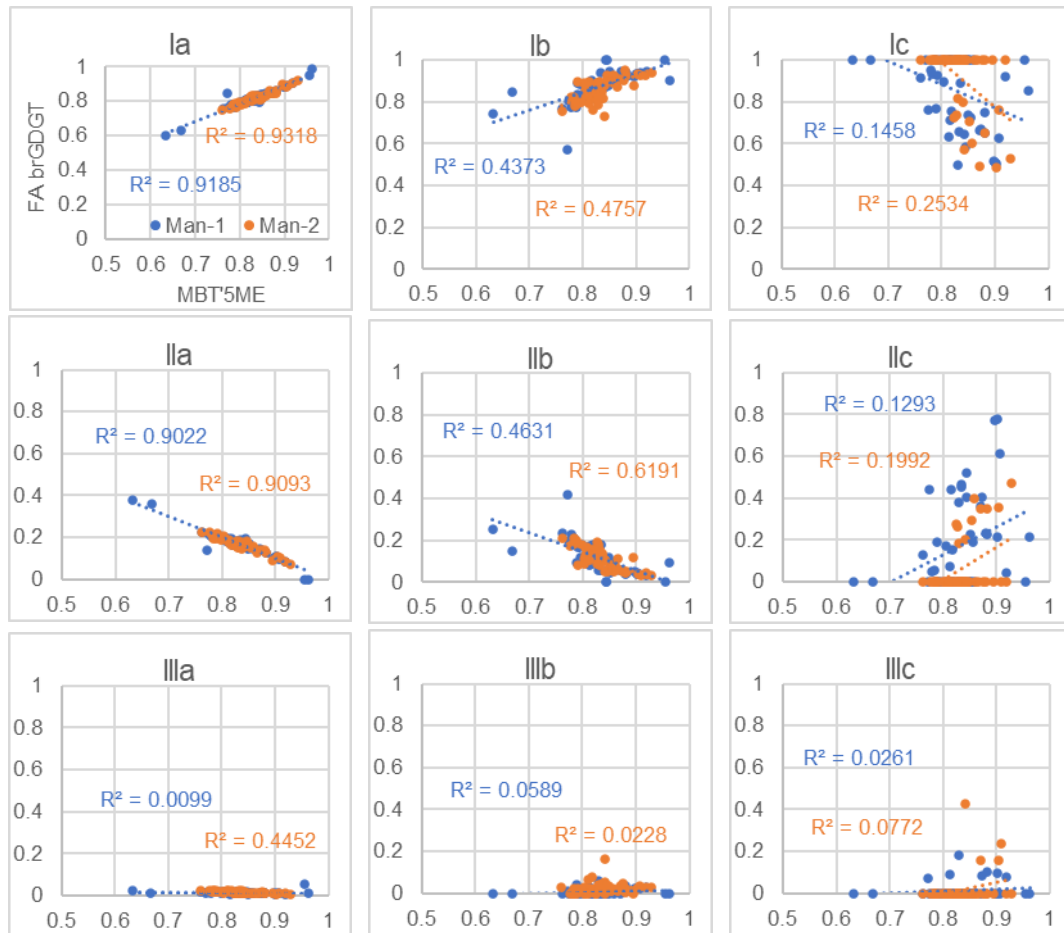 Ia
1
0.8
0.6
0.4
0.2
0
FA brGDGT
R² = 0.9318
R² = 0.9185
Man-1 Man-2
0.5 0.6 0.7 0.8 0.9 1
MBT'5ME
Ib
1
0.8
0.6
0.4
0.2
0
R² = 0.4373
R² = 0.4757
0.5 0.6 0.7 0.8 0.9 1
Ic
1
0.8
0.6
0.4
0.2
0
R² = 0.1458
R² = 0.2534
0.5 0.6 0.7 0.8 0.9 1
IIa
1
0.8
0.6
0.4
0.2
0
R² = 0.9022
R² = 0.9093
0.5 0.6 0.7 0.8 0.9 1
IIb
1
0.8
0.6
0.4
0.2
0
R² = 0.4631
R² = 0.6191
0.5 0.6 0.7 0.8 0.9 1
IIc
1
0.8
0.6
0.4
0.2
0
R² = 0.1293
R² = 0.1992
0.5 0.6 0.7 0.8 0.9 1
IIIa
1
0.8
0.6
0.4
0.2
0
R² = 0.0099
R² = 0.4452
0.5 0.6 0.7 0.8 0.9 1
IIIb
1
0.8
0.6
0.4
0.2
0
R² = 0.0589
R² = 0.0228
0.5 0.6 0.7 0.8 0.9 1
IIIc
1
0.8
0.6
0.4
0.2
0
R² = 0.0261
R² = 0.0772
0.5 0.6 0.7 0.8 0.9 1